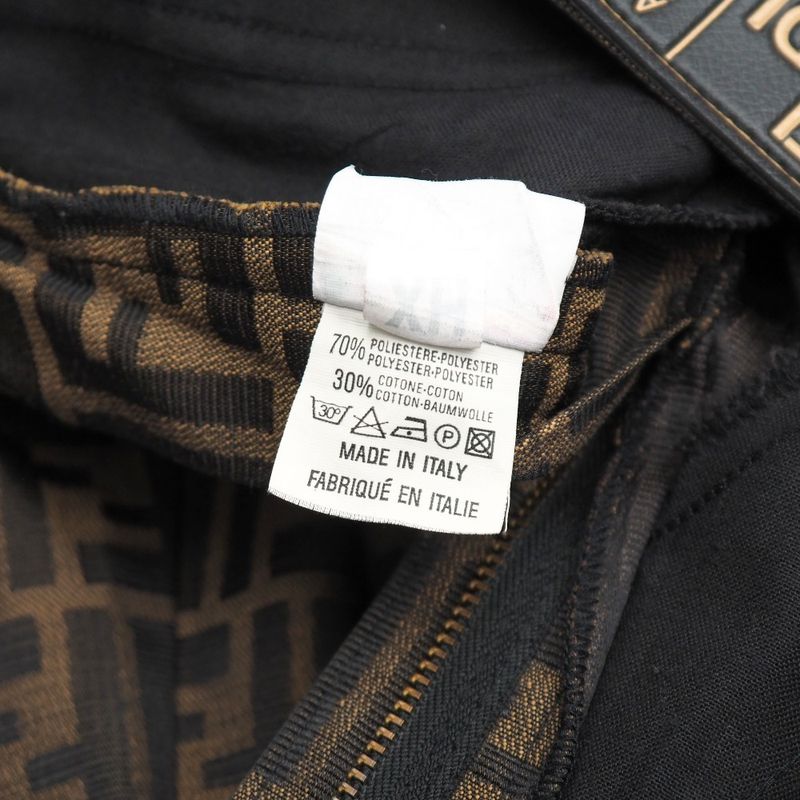 70% POLIESTERE-POLYESTER
POLYESTER-POLYESTER
30% COTONE-COTON
COTTON-BAUMWOLLE
30° P
MADE IN ITALY
FABRIQUÉ EN ITALIE